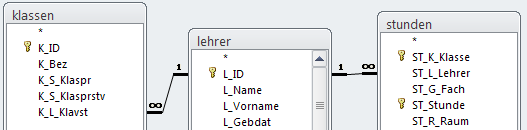 klassen
*
K_ID
K_Bez
K_S_Klaspr
K_S_Klasprstv
K_L_Klavst
1
∞
lehrer
*
L_ID
L_Name
L_Vorname
L_Gebdat
1
∞
stunden
*
ST_K_Klasse
ST_L_Lehrer
ST_G_Fach
ST_Stunde
ST_R_Raum